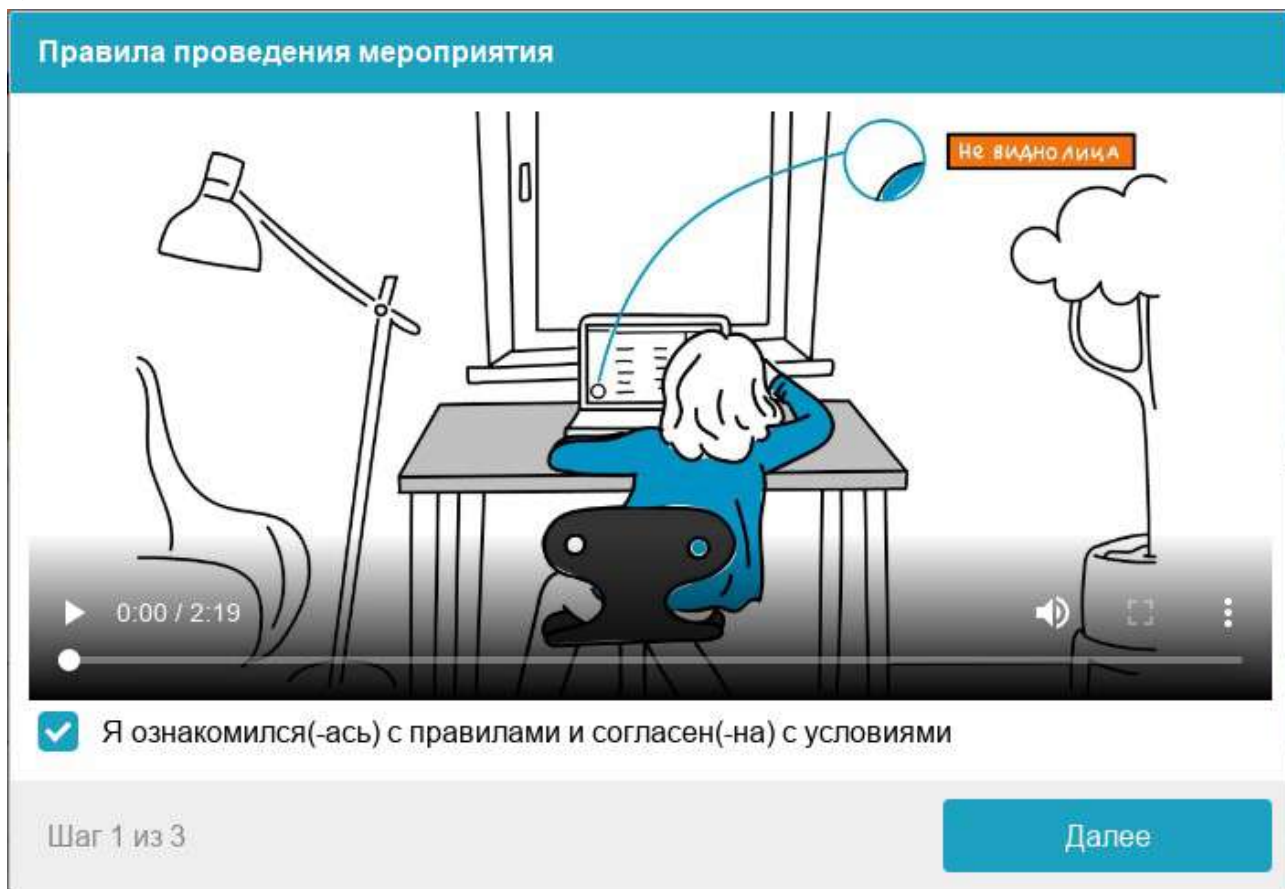 Правила проведения мероприятия
Не видно лица
0:00 / 2:19
Я ознакомился(-ась) с правилами и согласен(-на) с условиями
Шаг 1 из 3
Далее